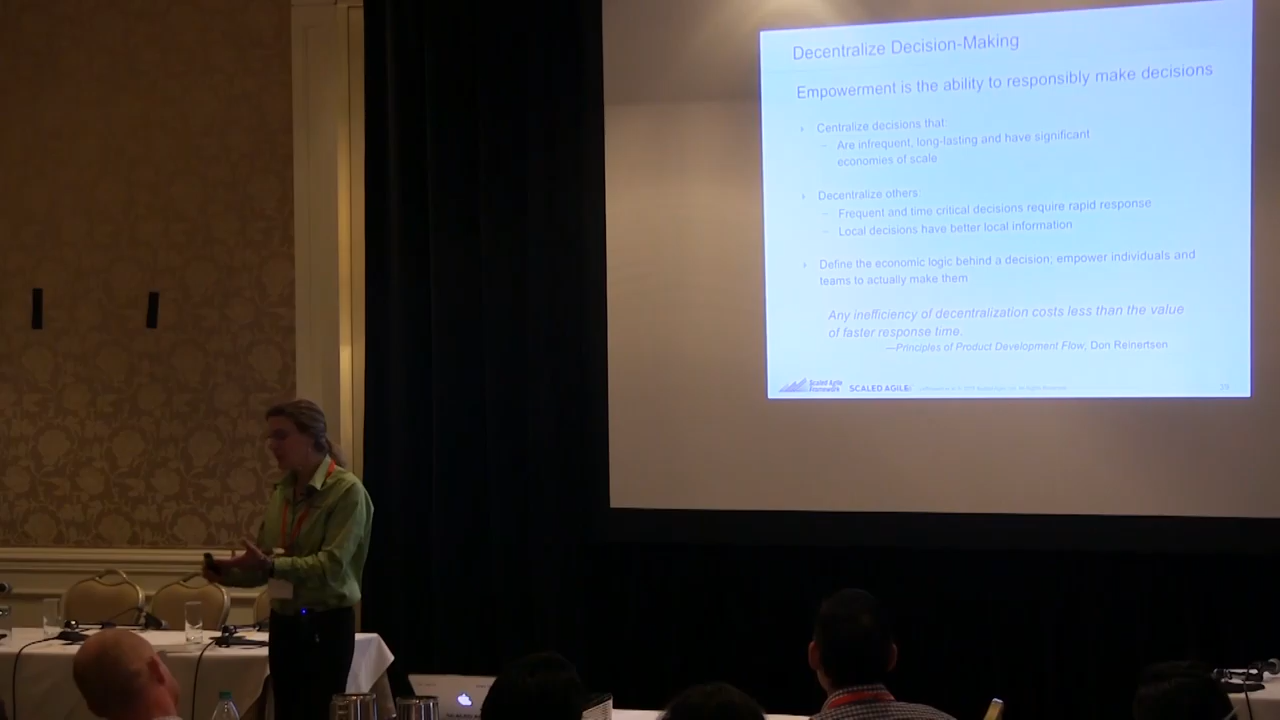 Decentralize Decision-Making
Empowerment is the ability to responsibly make decisions
› Centralize decisions that:
– Are infrequent, long-lasting and have significant
economies of scale
› Decentralize others:
– Frequent and time critical decisions require rapid response
– Local decisions have better local information
› Define the economic logic behind a decision; empower individuals and
teams to actually make them
Any inefficiency of decentralization costs less than the value
of faster response time.
—Principles of Product Development Flow, Don Reinertsen
Scaled Agile
Framework
SCALED AGILE
39